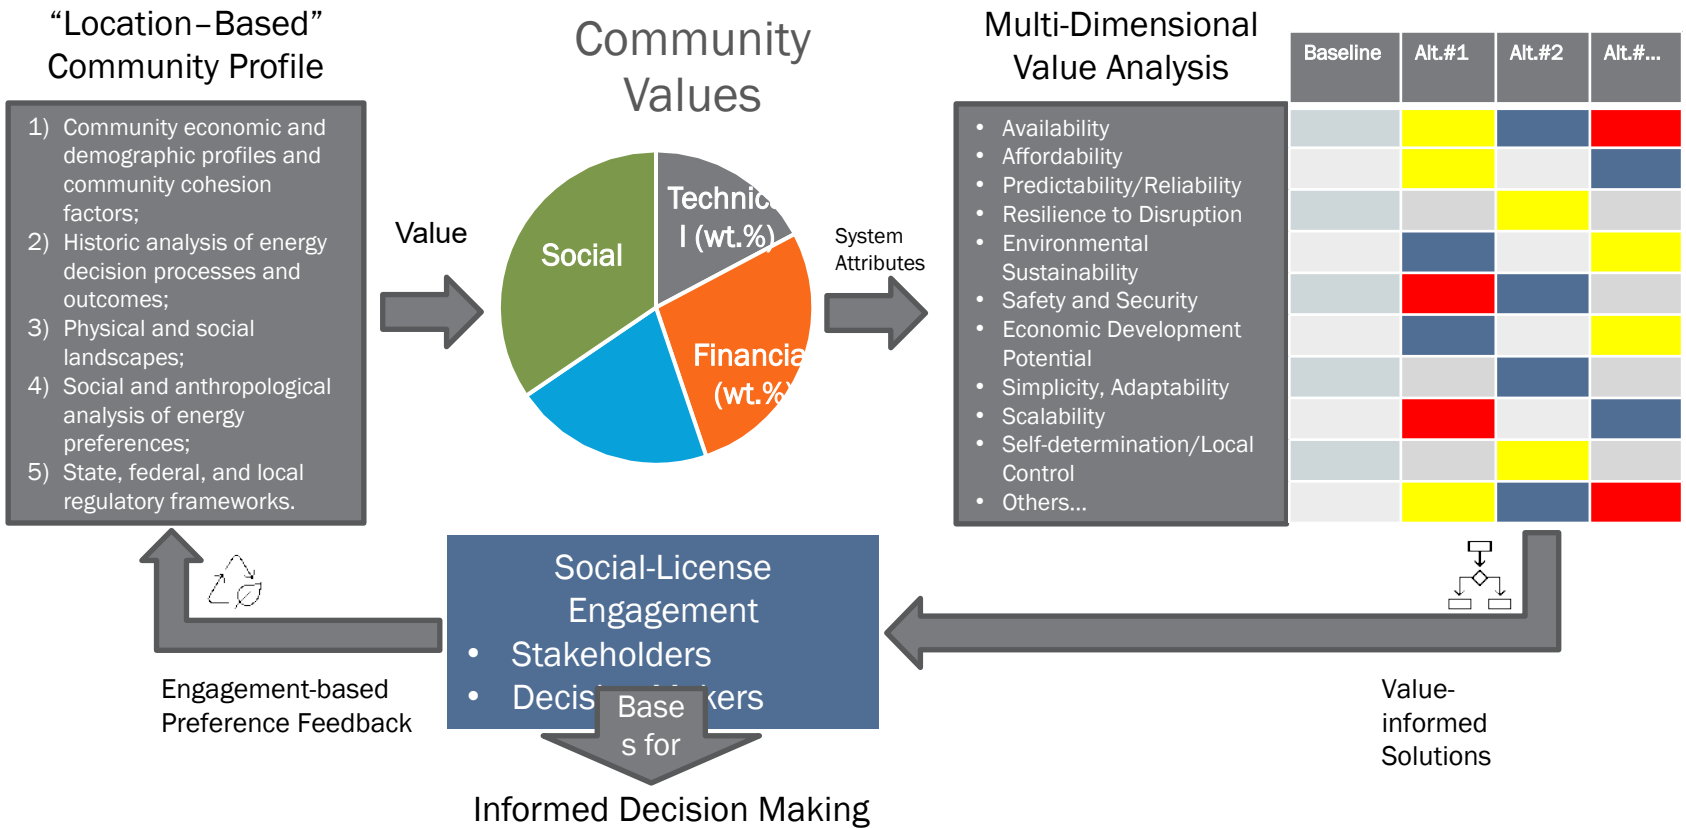 “Location–Based”
Community Profile
1) Community economic and
demographic profiles and
community cohesion
factors;
2) Historic analysis of energy
decision processes and
outcomes;
3) Physical and social
landscapes;
4) Social and anthropological
analysis of energy
preferences;
5) State, federal, and local
regulatory frameworks.
Value
Community
Values
Social
Technica
l (wt.%)
Financia
(wt.%)
System
Attributes
Multi-Dimensional
Value Analysis
• Availability
• Affordability
• Predictability/Reliability
• Resilience to Disruption
• Environmental
Sustainability
• Safety and Security
• Economic Development
Potential
• Simplicity, Adaptability
• Scalability
• Self-determination/Local
Control
• Others...
Baseline Alt.#1 Alt.#2 Alt.#...
Social-License
Engagement
• Stakeholders
• Decis kers
Base
s for
Informed Decision Making
Engagement-based
Preference Feedback
Value-
informed
Solutions